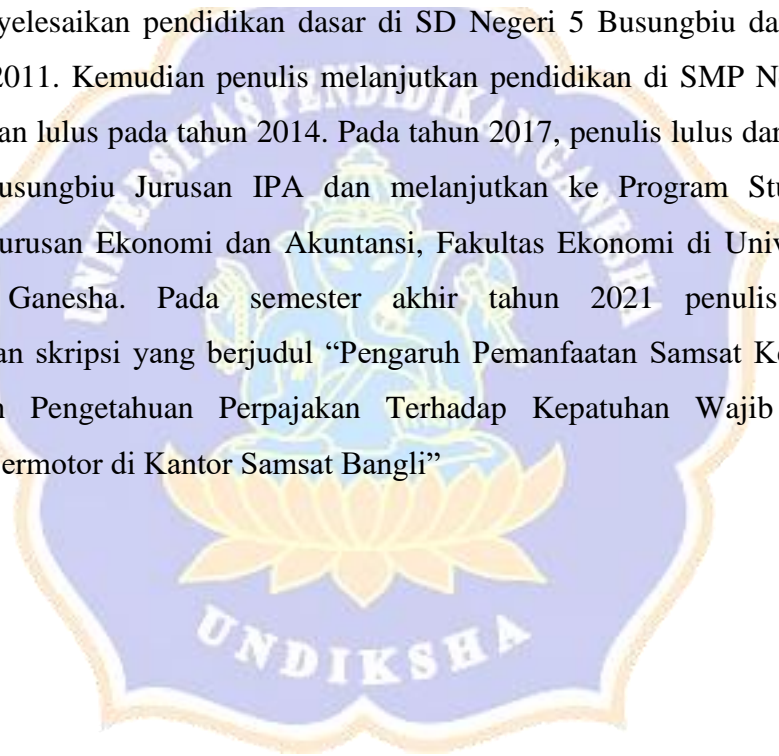 yelesaikan pendidikan dasar di SD Negeri 5 Busungbiu da
2011. Kemudian penulis melanjutkan pendidikan di SMP N
an lulus pada tahun 2014. Pada tahun 2017, penulis lulus dar
usungbiu Jurusan IPA dan melanjutkan ke Program Stu
urusan Ekonomi dan Akuntansi, Fakultas Ekonomi di Univ
Ganesha. Pada semester akhir tahun 2021 penulis
an skripsi yang berjudul “Pengaruh Pemanfaatan Samsat Ke
n Pengetahuan Perpajakan Terhadap Kepatuhan Wajib
ermotor di Kantor Samsat Bangli”
UNIVERSITAS PENDIDIKAN GANESHA
UNDIKSHA